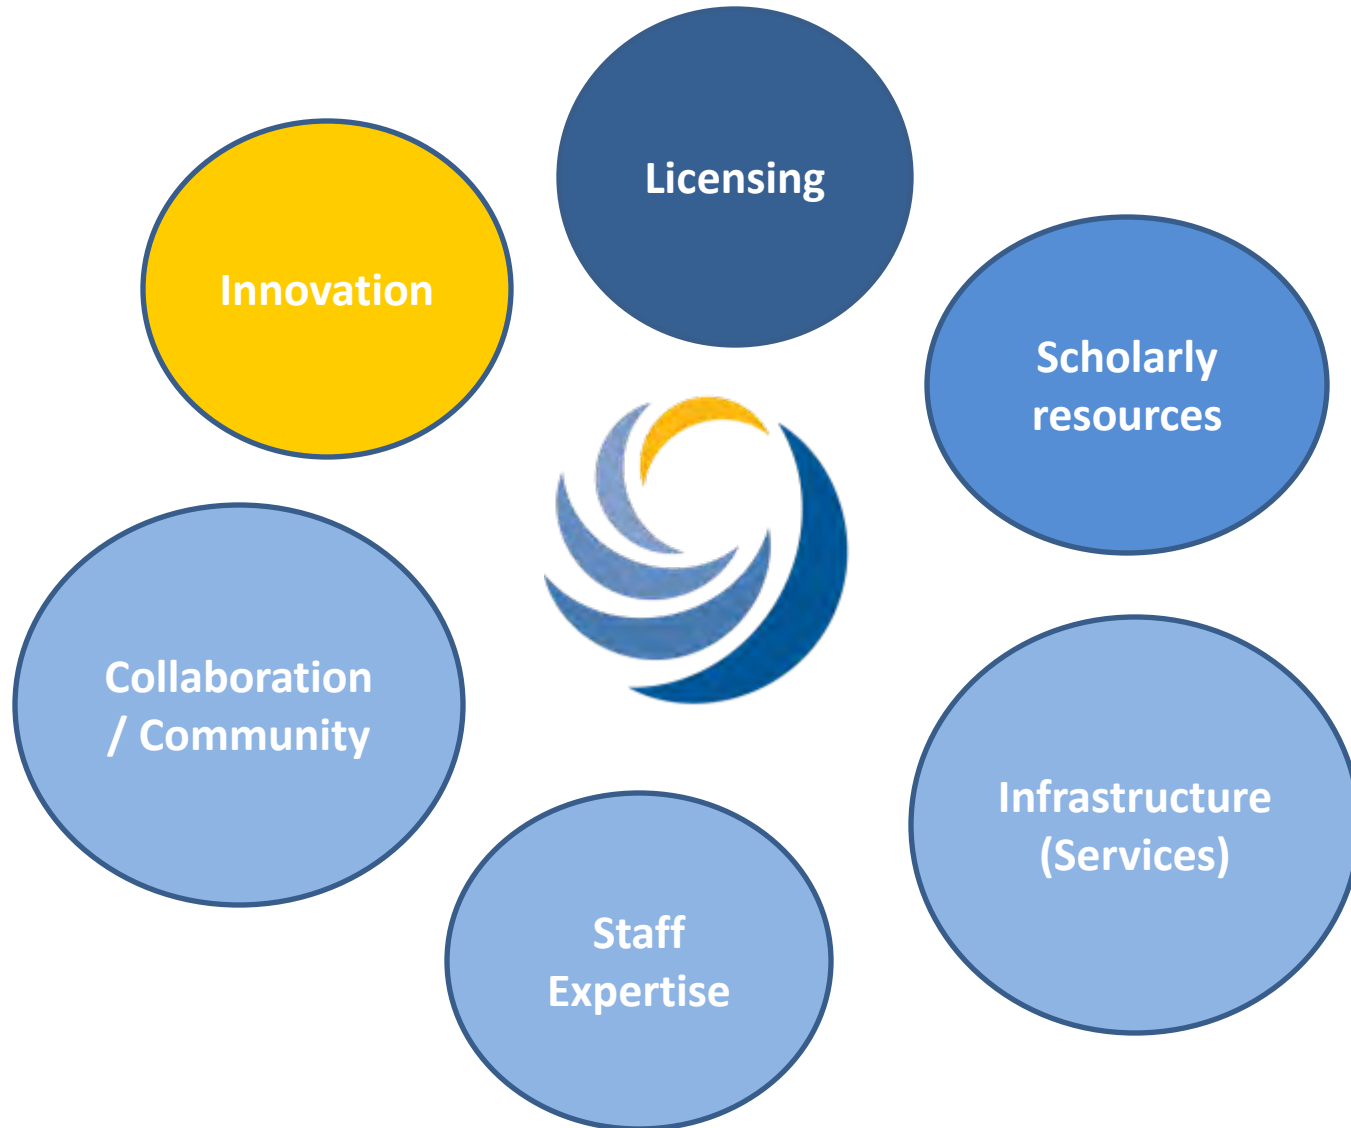 Licensing
Innovation
Scholarly
resources
Collaboration
/ Community
Infrastructure
(Services)
Staff
Expertise